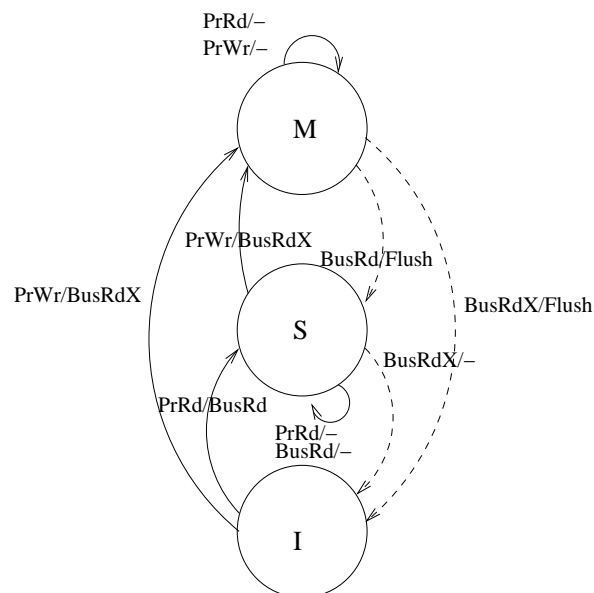 PrRd/–
PrWr/–
M
PrWr/BusRdX
BusRd/Flush
PrWr/BusRdX
BusRdX/Flush
S
BusRdX/–
PrRd/BusRd
PrRd/–
BusRd/–
I